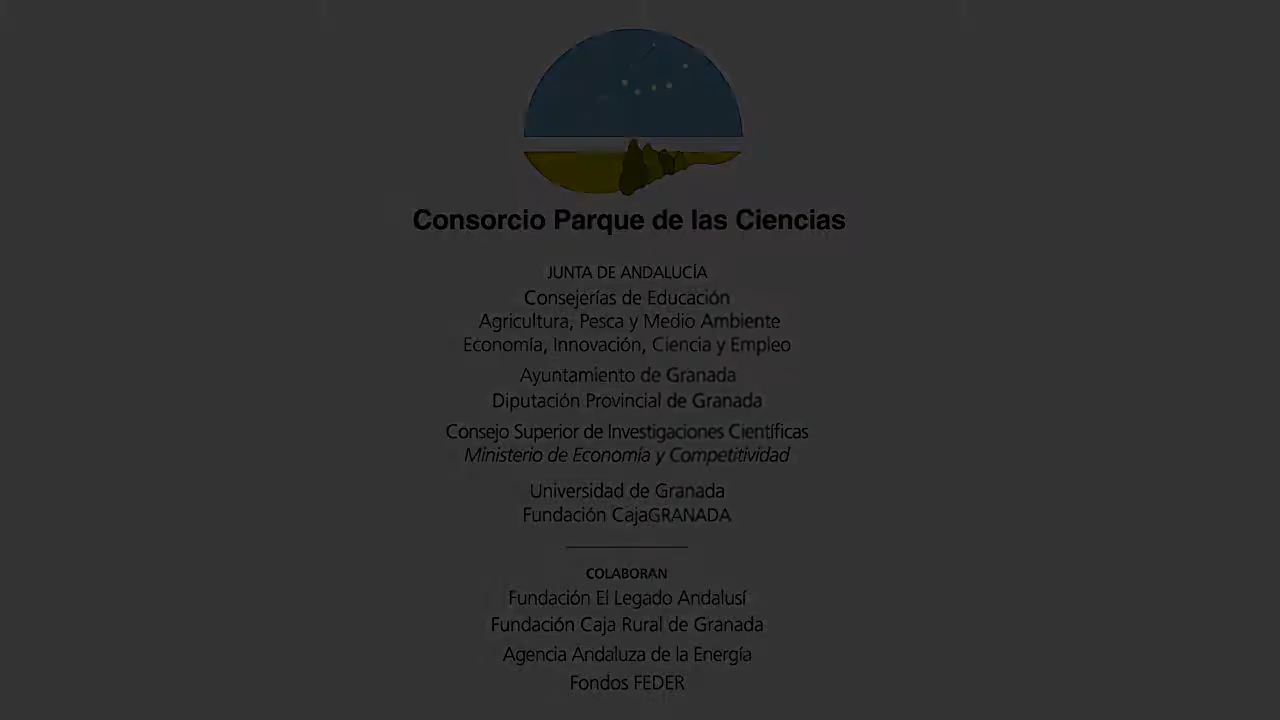 Consorcio Parque de las Ciencias
JUNTA DE ANDALUCÍA
Consejerías de Educación
Agricultura, Pesca y Medio Ambiente
Economía, Innovación, Ciencia y Empleo
Ayuntamiento de Granada
Diputación Provincial de Granada
Consejo Superior de Investigaciones Científicas
Ministerio de Economía y Competitividad
Universidad de Granada
Fundación CajaGRANADA
COLABORAN
Fundación El Legado Andalusí
Fundación Caja Rural de Granada
Agencia Andaluza de la Energía
Fondos FEDER